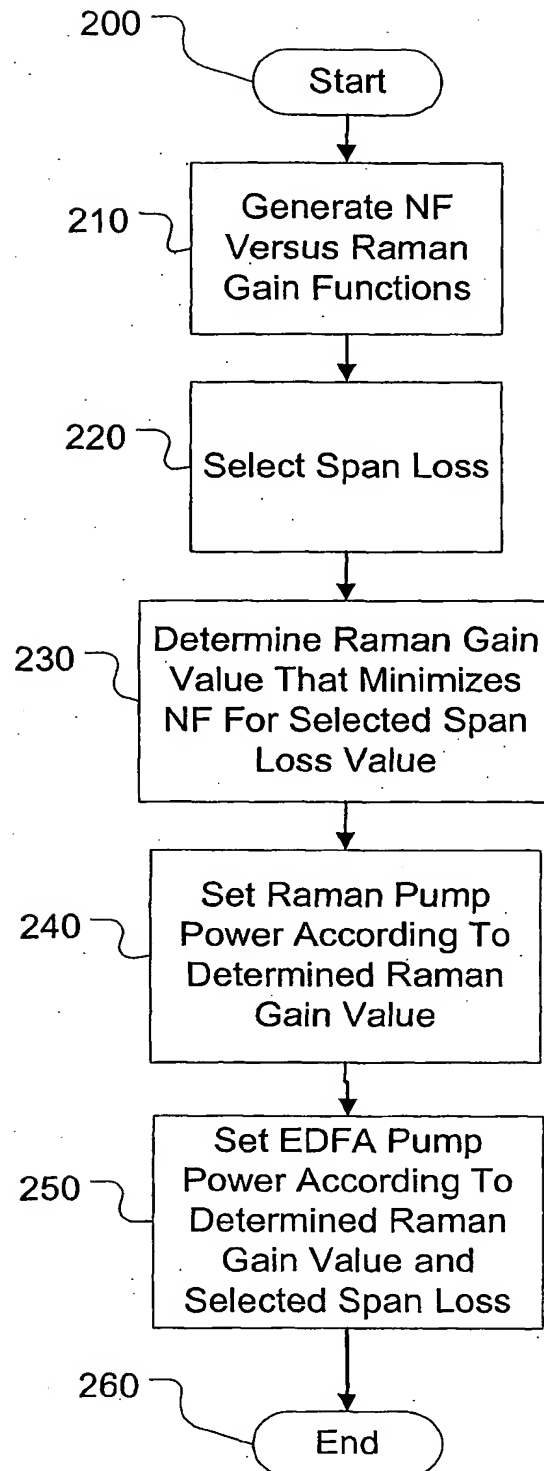 200
Start
210
Generate NF
Versus Raman
Gain Functions
220
Select Span Loss
230
Determine Raman Gain
Value That Minimizes
NF For Selected Span
Loss Value
240
Set Raman Pump
Power According To
Determined Raman
Gain Value
250
Set EDFA Pump
Power According To
Determined Raman
Gain Value and
Selected Span Loss
260
End